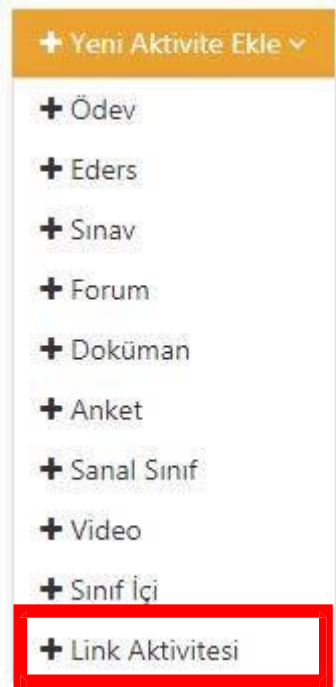 + Yeni Aktivite Ekle
+ Ödev
+ Eders
+ Sınav
+ Forum
+ Doküman
+ Anket
+ Sanal Sınıf
+ Video
+ Sınıf İçi
+ Link Aktivitesi